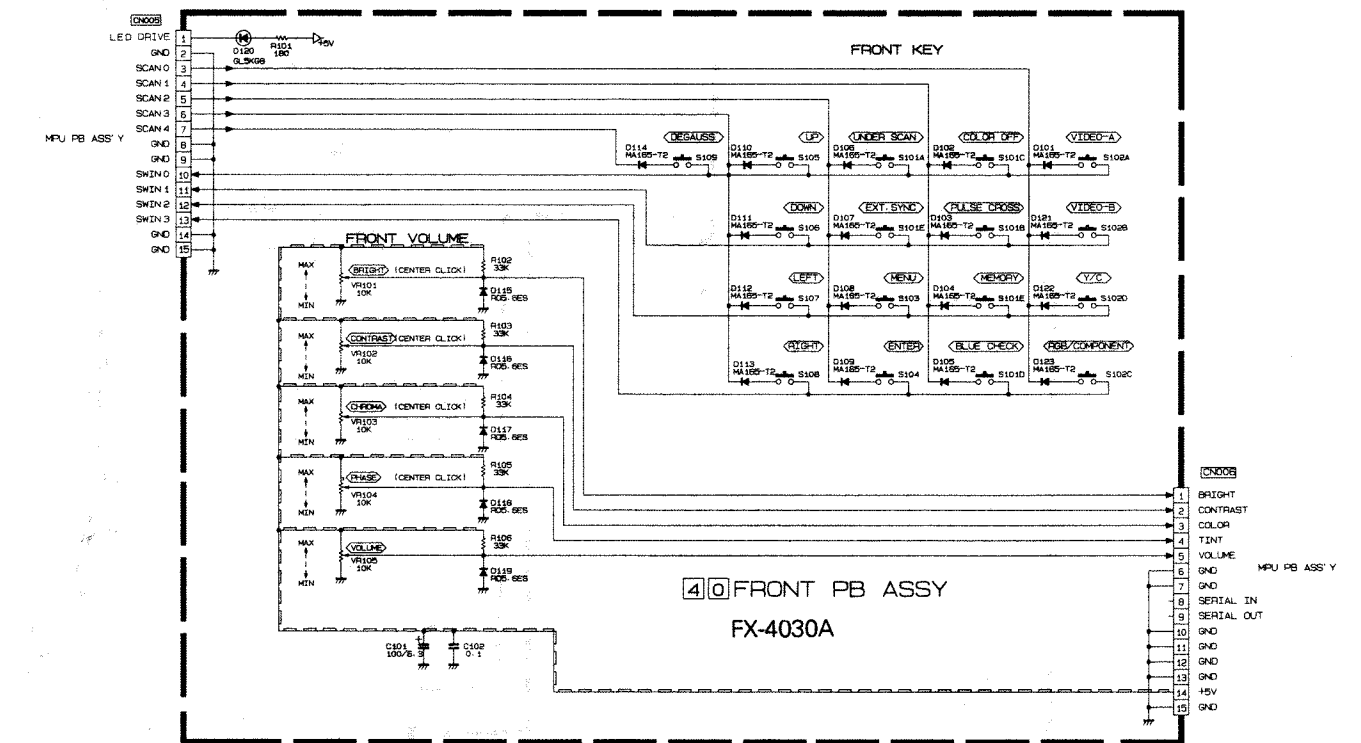 CN005
LED DRIVE 1
GND 2
SCAN 0 3
SCAN 1 4
SCAN 2 5
SCAN 3 6
SCAN 4 7
GND 8
GND 9
SWIN 0 10
SWIN 1 11
SWIN 2 12
SWIN 3 13
GND 14
GND 15
MPU PB ASS'Y
D120
GL5KG8
R101
180
+5V
FRONT KEY
DEGAUSS
UP
UNDER SCAN
COLOR OFF
VIDEO-A
D114
MA165-T2 S109
D110
MA165-T2 S105
D106
MA165-T2 S101A
D102
MA165-T2 S101C
D101
MA165-T2 S102A
DOWN
EXT.SYNC
PULSE CROSS
VIDEO-B
D111
MA165-T2 S106
D107
MA165-T2 S101E
D103
MA165-T2 S101B
D121
MA165-T2 S102B
LEFT
MENU
MEMORY
Y/C
D112
MA165-T2 S107
D108
MA165-T2 S103
D104
MA165-T2 S101E
D122
MA165-T2 S102D
RIGHT
ENTER
BLUE CHECK
RGB/COMPONENT
D113
MA165-T2 S108
D109
MA165-T2 S104
D105
MA165-T2 S101D
D123
MA165-T2 S102C
FRONT VOLUME
MAX
MIN
BRIGHT (CENTER CLICK)
VR101
10K
R102
33K
D115
RD5.6ES
MAX
MIN
CONTRAST (CENTER CLICK)
VR102
10K
R103
33K
D116
RD5.6ES
MAX
MIN
CHROMA (CENTER CLICK)
VR103
10K
R104
33K
D117
RD5.6ES
MAX
MIN
PHASE (CENTER CLICK)
VR104
10K
R105
33K
D118
RD5.6ES
MAX
MIN
VOLUME
VR105
10K
R106
33K
D119
RD5.6ES
C101
100/6.3
C102
0.1
40 FRONT PB ASSY
FX-4030A
CN006
1 BRIGHT
2 CONTRAST
3 COLOR
4 TINT
5 VOLUME
6 GND
7 GND
8 SERIAL IN
9 SERIAL OUT
10 GND
11 GND
12 GND
13 GND
14 +5V
15 GND
MPU PB ASS'Y